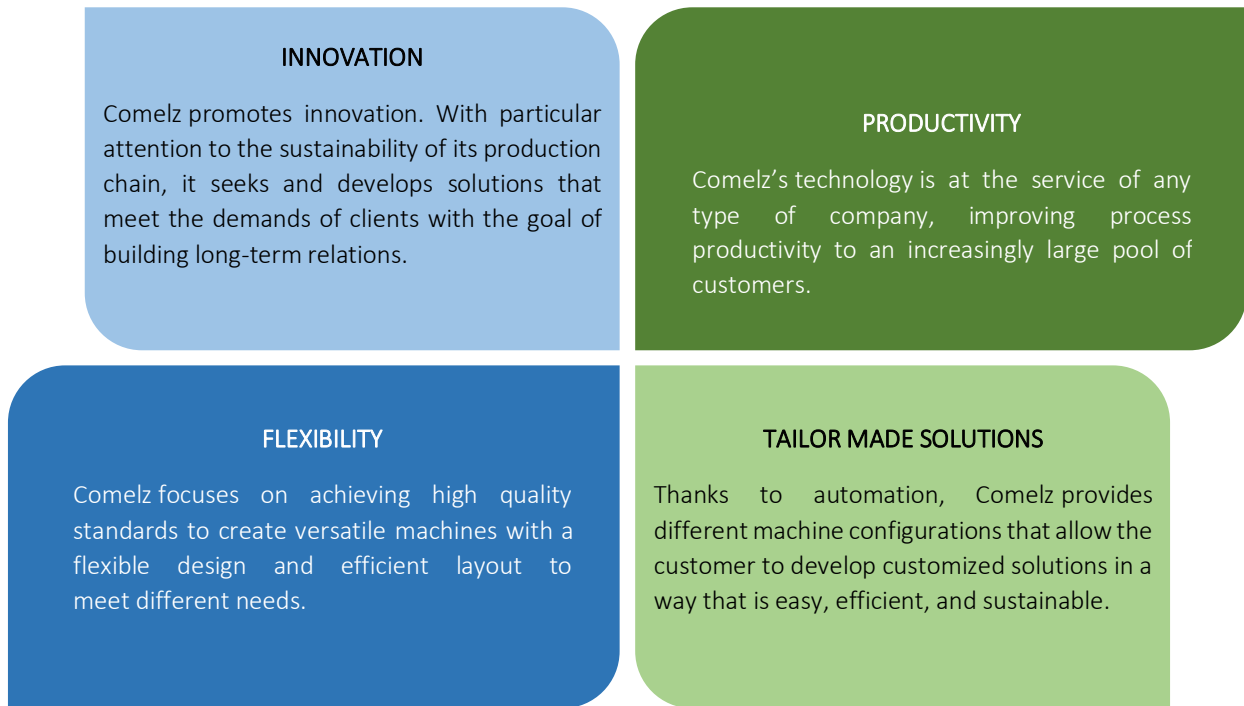 INNOVATION
Comelz promotes innovation. With particular
attention to the sustainability of its production
chain, it seeks and develops solutions that
meet the demands of clients with the goal of
building long-term relations.
PRODUCTIVITY
Comelz’s technology is at the service of any
type of company, improving process
productivity to an increasingly large pool of
customers.
FLEXIBILITY
Comelz focuses on achieving high quality
standards to create versatile machines with a
flexible design and efficient layout to
meet different needs.
TAILOR MADE SOLUTIONS
Thanks to automation, Comelz provides
different machine configurations that allow the
customer to develop customized solutions in a
way that is easy, efficient, and sustainable.